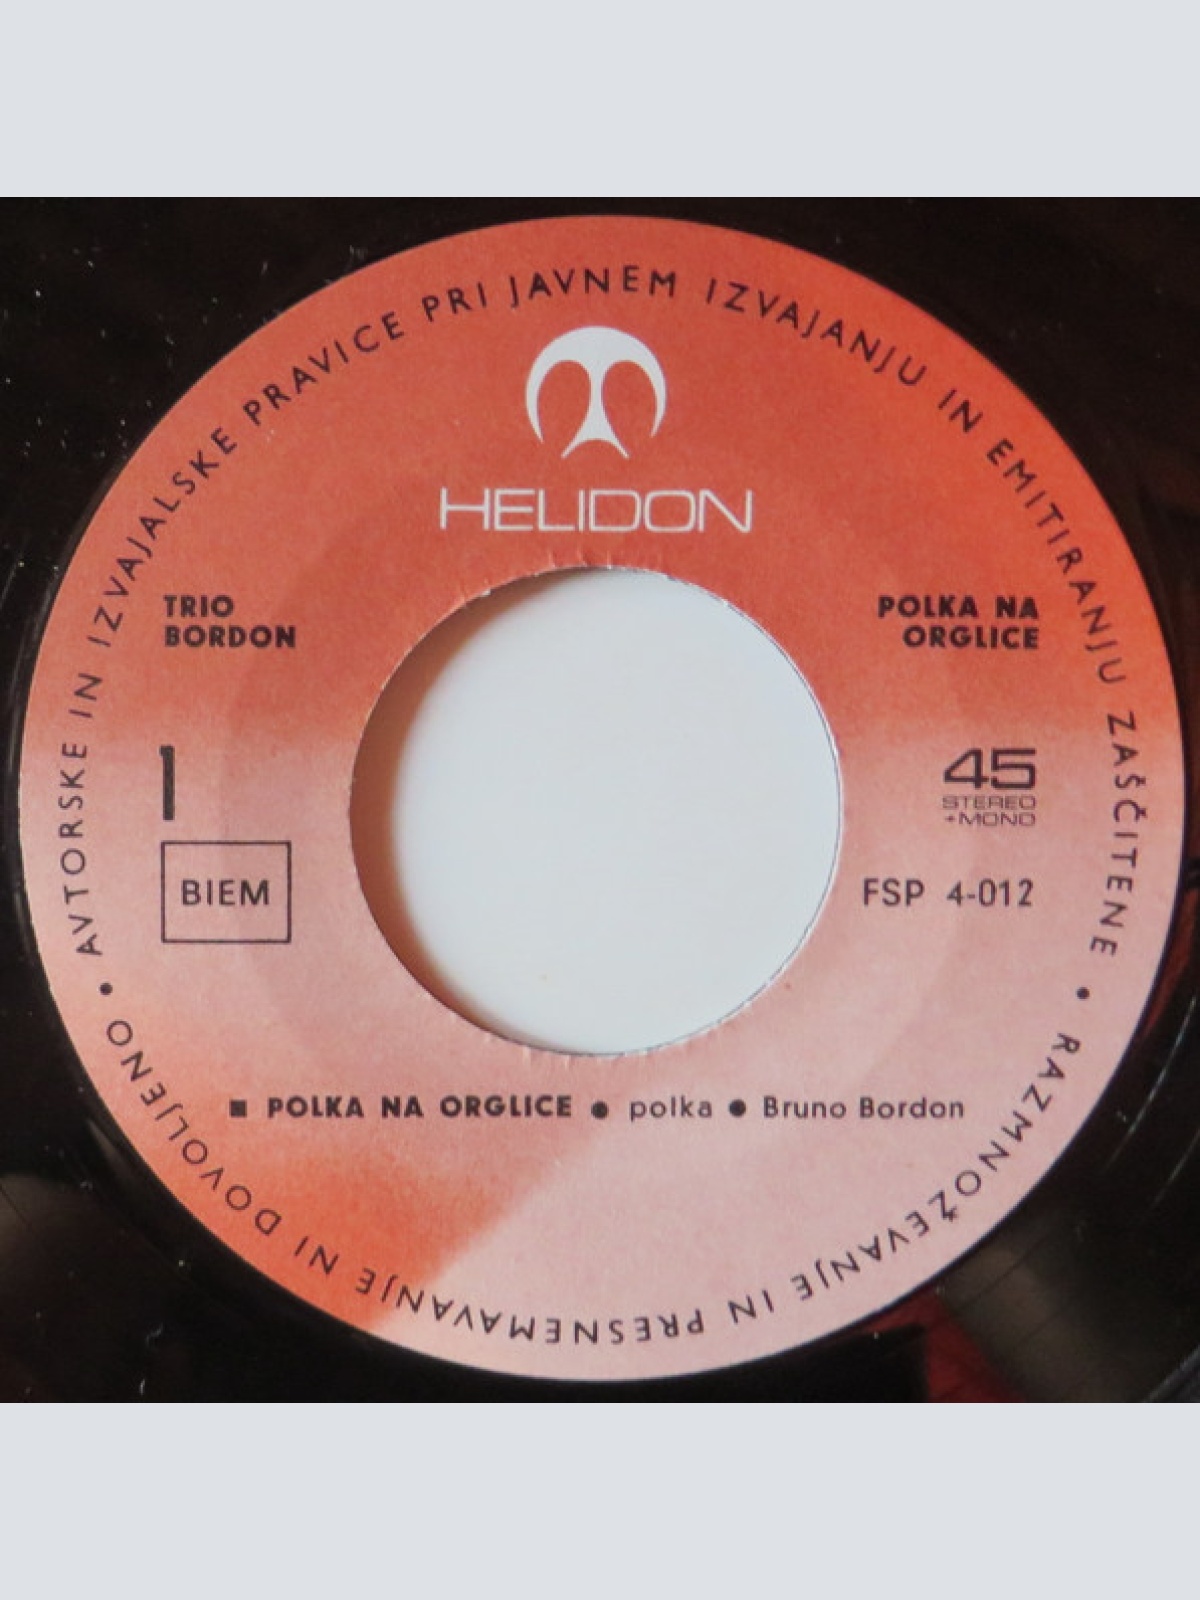 AVTORSKE IN IZVAJALSKE PRAVICE PRI JAVNEM IZVAJANJU IN EMITIRANJU ZAŠČITENE • RAZMNOŽEVANJE IN PRESNEMAVANJE NI DOVOLJENO •
HELIDON
TRIO
BORDON
POLKA NA
ORGLICE
1
45
STEREO
+MONO
BIEM
FSP 4-012
■ POLKA NA ORGLICE ● polka ● Bruno Bordon